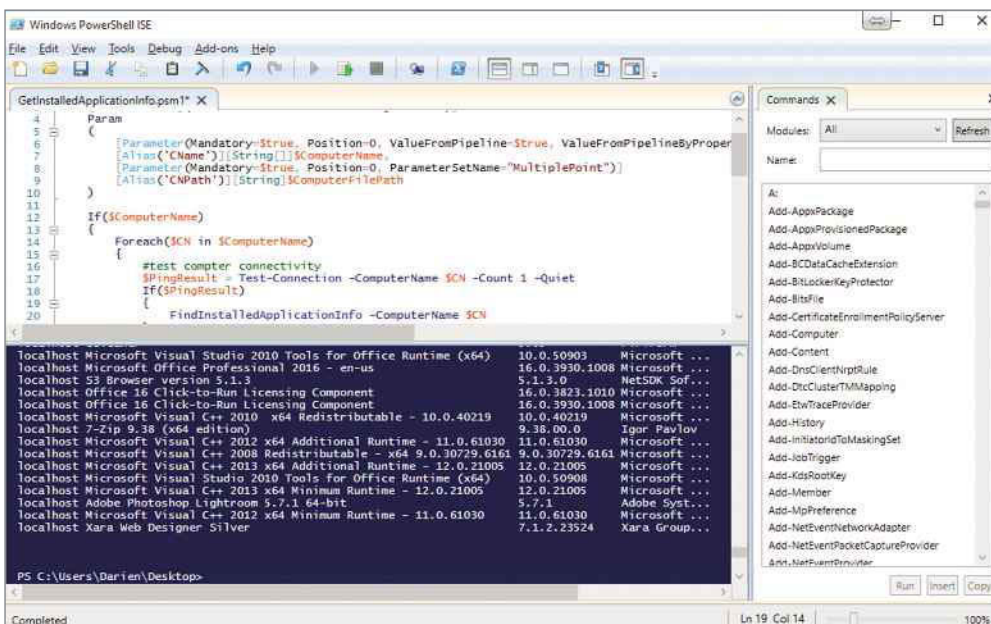 Windows PowerShell ISE
File Edit View Tools Debug Add-ons Help
GetInstalledApplicationInfo.psm1* X
4 Param
5 (
6 [Parameter(Mandatory=$true, Position=0, ValueFromPipeline=$true, ValueFromPipelineByProper
7 [Alias('CName')][String[]]$ComputerName,
8 [Parameter(Mandatory=$true, Position=0, ParameterSetName="MultiplePoint")]
9 [Alias('CNPath')][String]$ComputerFilePath
10 )
11
12 If($ComputerName)
13 {
14 Foreach($CN in $ComputerName)
15 {
16 #test compter connectivity
17 $PingResult = Test-Connection -ComputerName $CN -Count 1 -Quiet
18 If($PingResult)
19 {
20 FindInstalledApplicationInfo -ComputerName $CN
localhost Microsoft Visual Studio 2010 Tools for Office Runtime (x64) 10.0.50903 Microsoft ...
localhost Microsoft Office Professional 2016 - en-us 16.0.3930.1008 Microsoft ...
localhost S3 Browser version 5.1.3 5.1.3.0 NetSDK Sof...
localhost Office 16 Click-to-Run Licensing Component 16.0.3823.1010 Microsoft ...
localhost Office 16 Click-to-Run Licensing Component 16.0.3930.1008 Microsoft ...
localhost Microsoft Visual C++ 2010 x64 Redistributable - 10.0.40219 10.0.40219 Microsoft ...
localhost 7-Zip 9.38 (x64 edition) 9.38.00.0 Igor Pavlov
localhost Microsoft Visual C++ 2012 x64 Additional Runtime - 11.0.61030 11.0.61030 Microsoft ...
localhost Microsoft Visual C++ 2008 Redistributable - x64 9.0.30729.6161 9.0.30729.6161 Microsoft ...
localhost Microsoft Visual C++ 2013 x64 Additional Runtime - 12.0.21005 12.0.21005 Microsoft ...
localhost Microsoft Visual Studio 2010 Tools for Office Runtime (x64) 10.0.50908 Microsoft ...
localhost Microsoft Visual C++ 2013 x64 Minimum Runtime - 12.0.21005 12.0.21005 Microsoft ...
localhost Adobe Photoshop Lightroom 5.7.1 64-bit 5.7.1 Adobe Syst...
localhost Microsoft Visual C++ 2012 x64 Minimum Runtime - 11.0.61030 11.0.61030 Microsoft ...
localhost Xara Web Designer Silver 7.1.2.23524 Xara Group...
PS C:\Users\Darien\Desktop>
Commands X
Modules: All Refresh
Name:
A:
Add-AppxPackage
Add-AppxProvisionedPackage
Add-AppxVolume
Add-BCDataCacheExtension
Add-BitLockerKeyProtector
Add-BitsFile
Add-CertificateEnrollmentPolicyServer
Add-Computer
Add-Content
Add-DnsClientNrptRule
Add-DtcClusterTMMapping
Add-EtwTraceProvider
Add-History
Add-InitiatorIdToMaskingSet
Add-JobTrigger
Add-KdsRootKey
Add-Member
Add-MpPreference
Add-NetEventNetworkAdapter
Add-NetEventPacketCaptureProvider
Add-NetEventProvider
Run Insert Copy
Completed Ln 19 Col 14 100%